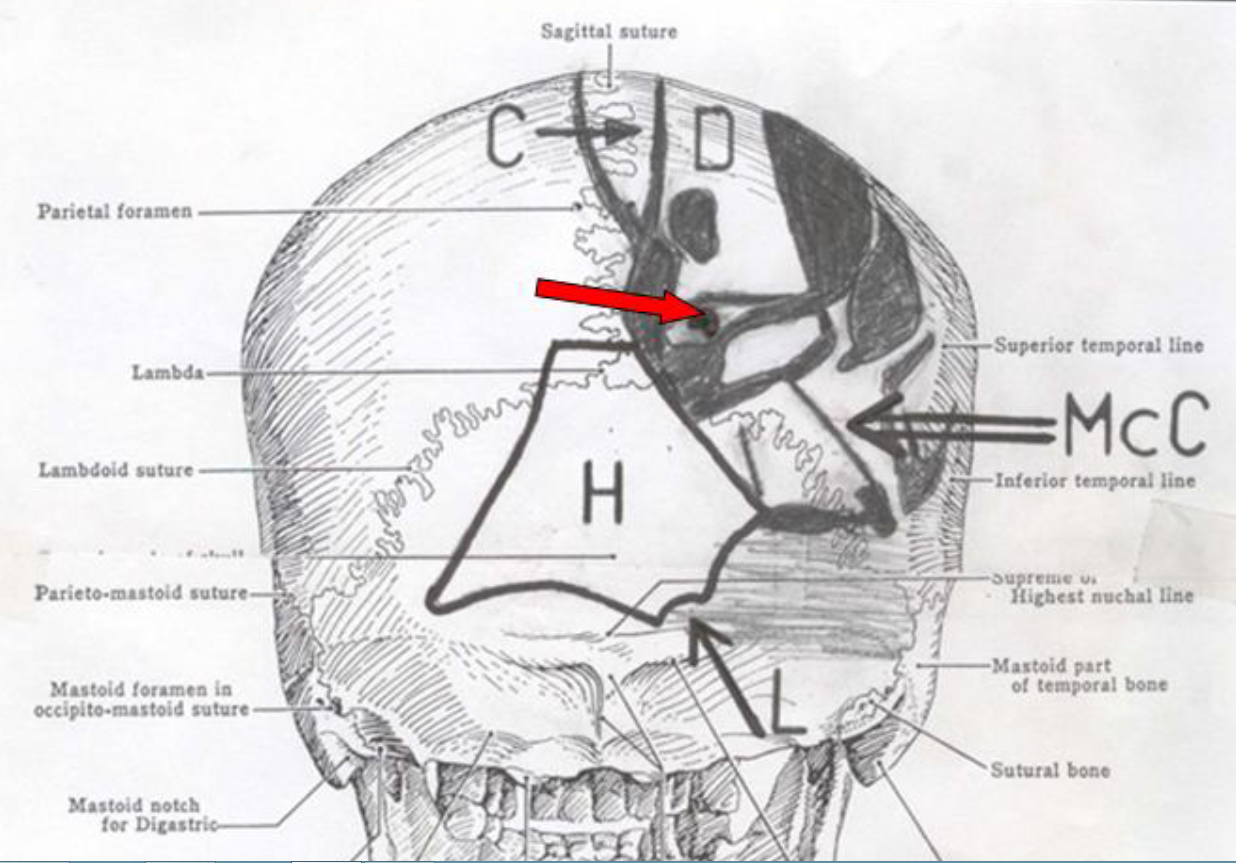 Sagittal suture
C
D
Parietal foramen
Superior temporal line
Lambda
McC
Lambdoid suture
Inferior temporal line
H
Parieto-mastoid suture
Highest nuchal line
Mastoid part
of temporal bone
Mastoid foramen in
occipito-mastoid suture
L
Sutural bone
Mastoid notch
for Digastric